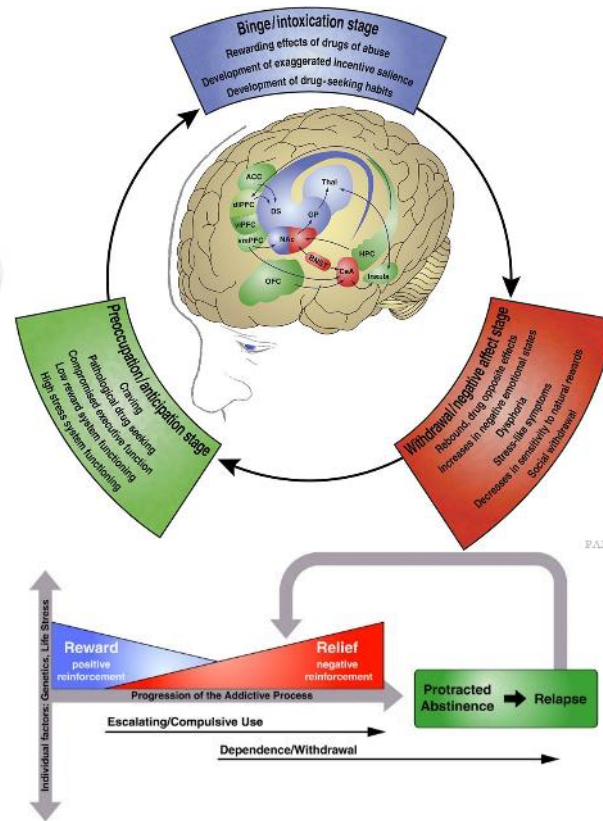 Binge/intoxication stage
Rewarding effects of drugs of abuse
Development of exaggerated incentive salience
Development of drug-seeking habits
ACC
dlPFC
vlPFC
vmPFC
OFC
DS
Thal
GP
NAc
BNST
CeA
HPC
Insula
Withdrawal/negative affect stage
Rebound, drug opposite effects
Increases in negative emotional states
Dysphoria
Stress-like symptoms
Decreases in sensitivity to natural rewards
Social withdrawal
Preoccupation/anticipation stage
Craving
Pathological drug seeking
Compromised executive function
Low reward system functioning
High stress system functioning
Individual factors: Genetics, Life Stress
Reward
positive
reinforcement
Relief
negative
reinforcement
Progression of the Addictive Process
Escalating/Compulsive Use
Dependence/Withdrawal
Protracted
Abstinence
Relapse